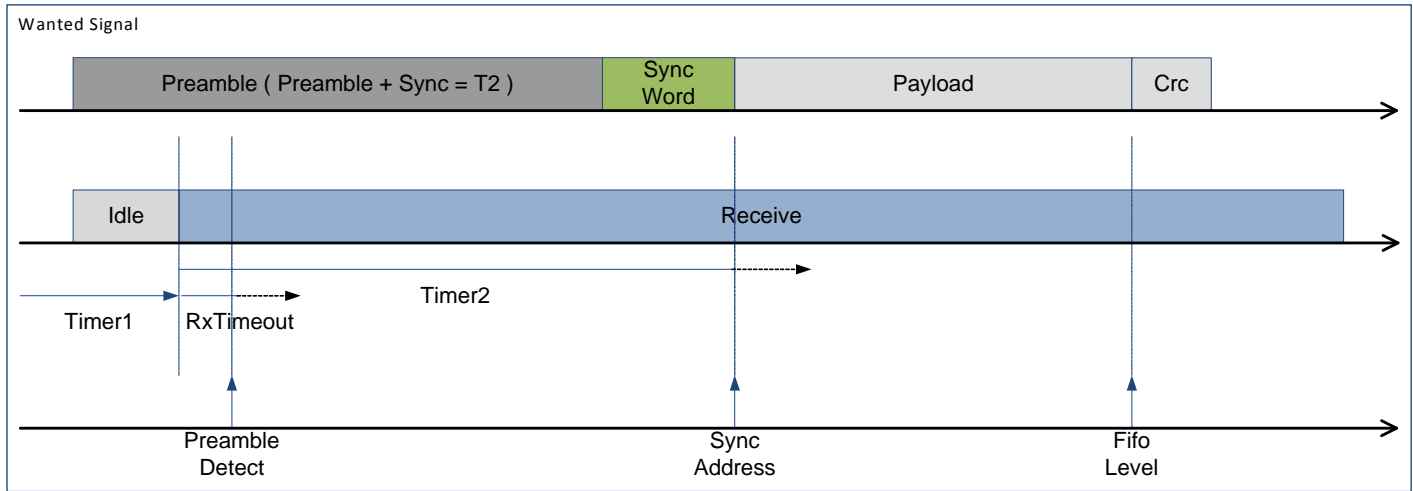 Wanted Signal
Preamble ( Preamble + Sync = T2 )
Sync
Word
Payload
Crc
Idle
Receive
Timer2
Timer1
RxTimeout
Preamble
Detect
Sync
Address
Fifo
Level